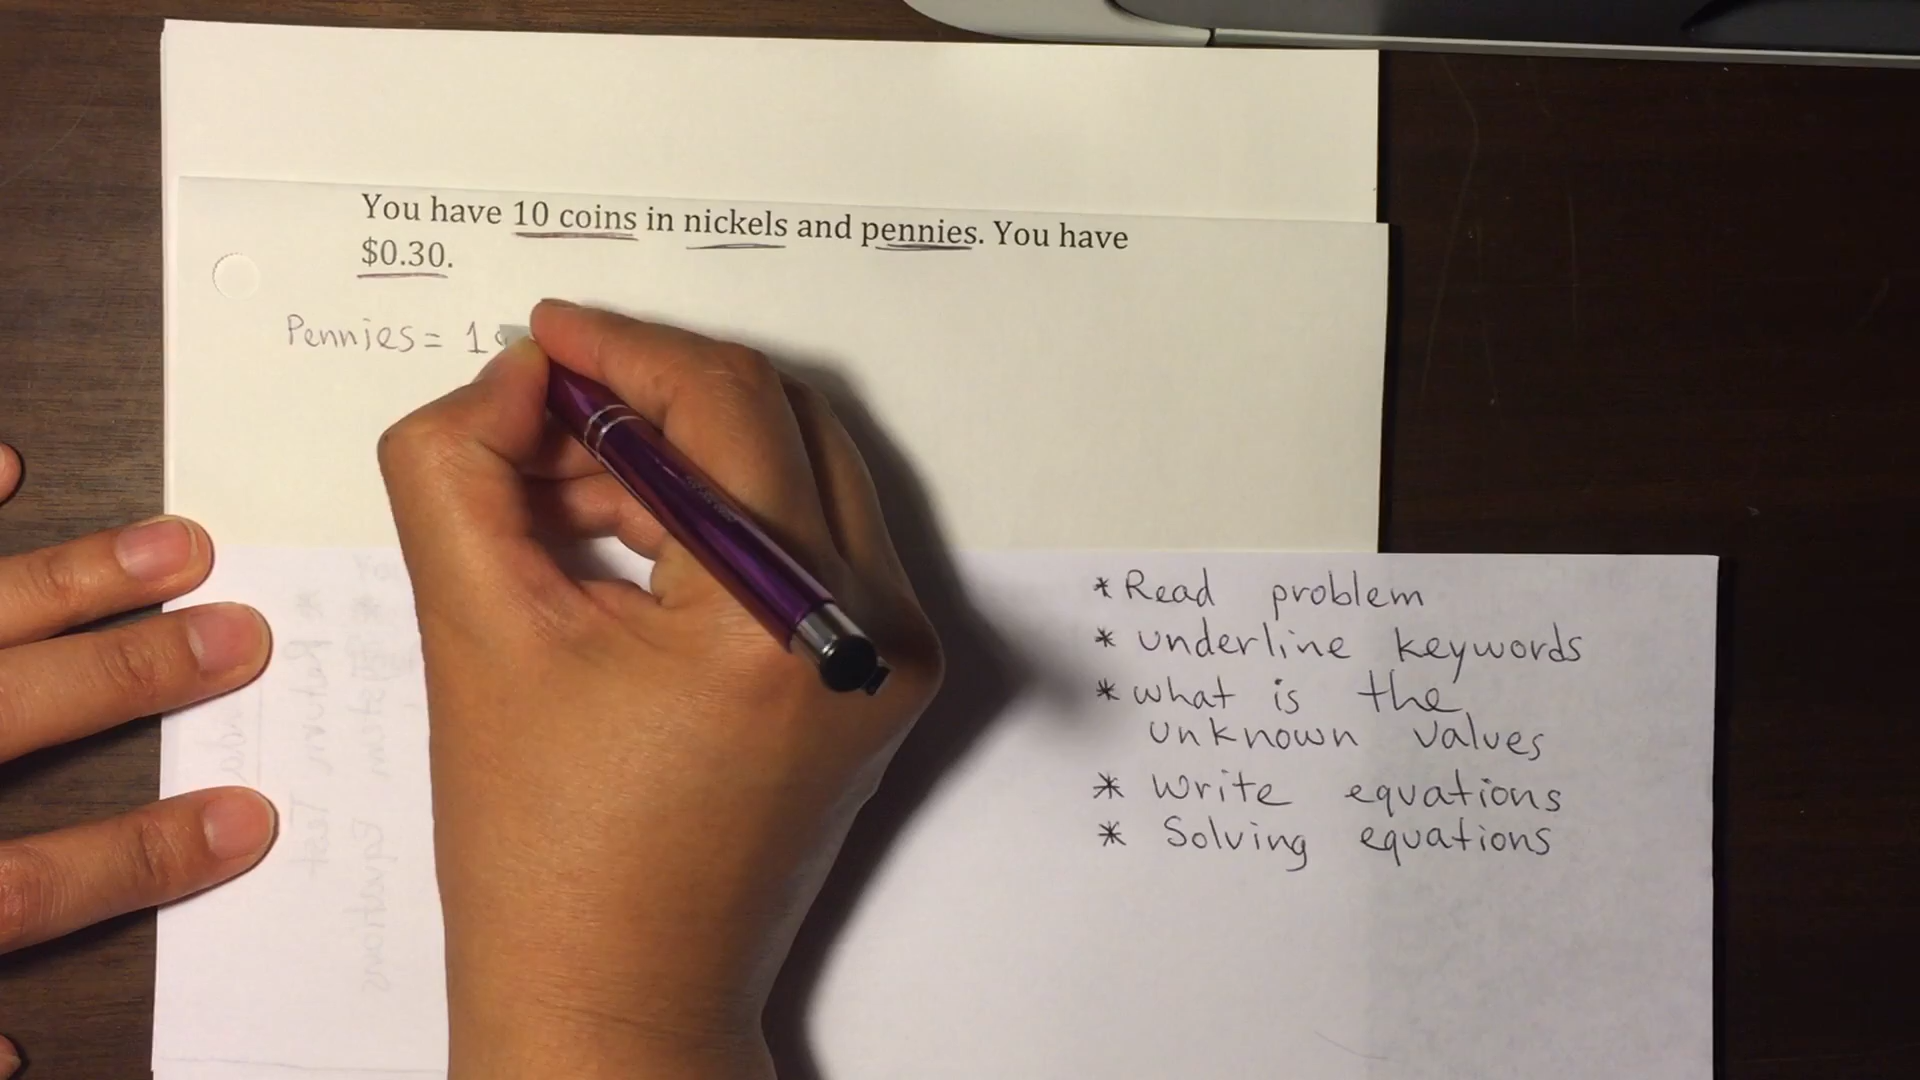 You have 10 coins in nickels and pennies. You have
$0.30.
Pennies = 1¢
* Read problem
* underline keywords
* what is the
unknown values
* Write equations
* Solving equations